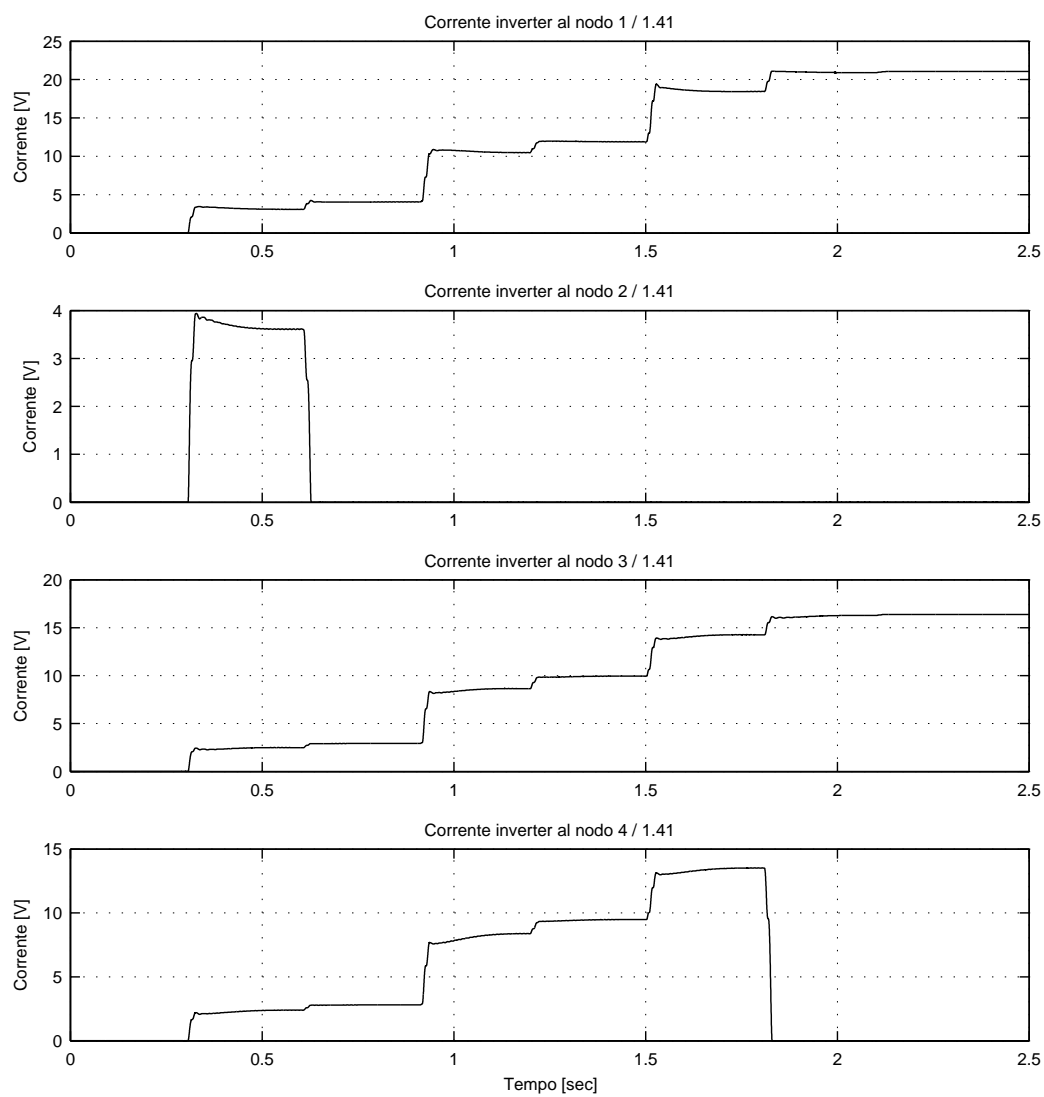 Corrente inverter al nodo 1 / 1.41
25
20
15
10
5
0
Corrente [V]
0 0.5 1 1.5 2 2.5
Corrente inverter al nodo 2 / 1.41
4
3
2
1
0
Corrente [V]
0 0.5 1 1.5 2 2.5
Corrente inverter al nodo 3 / 1.41
20
15
10
5
0
Corrente [V]
0 0.5 1 1.5 2 2.5
Corrente inverter al nodo 4 / 1.41
15
10
5
0
Corrente [V]
0 0.5 1 1.5 2 2.5
Tempo [sec]